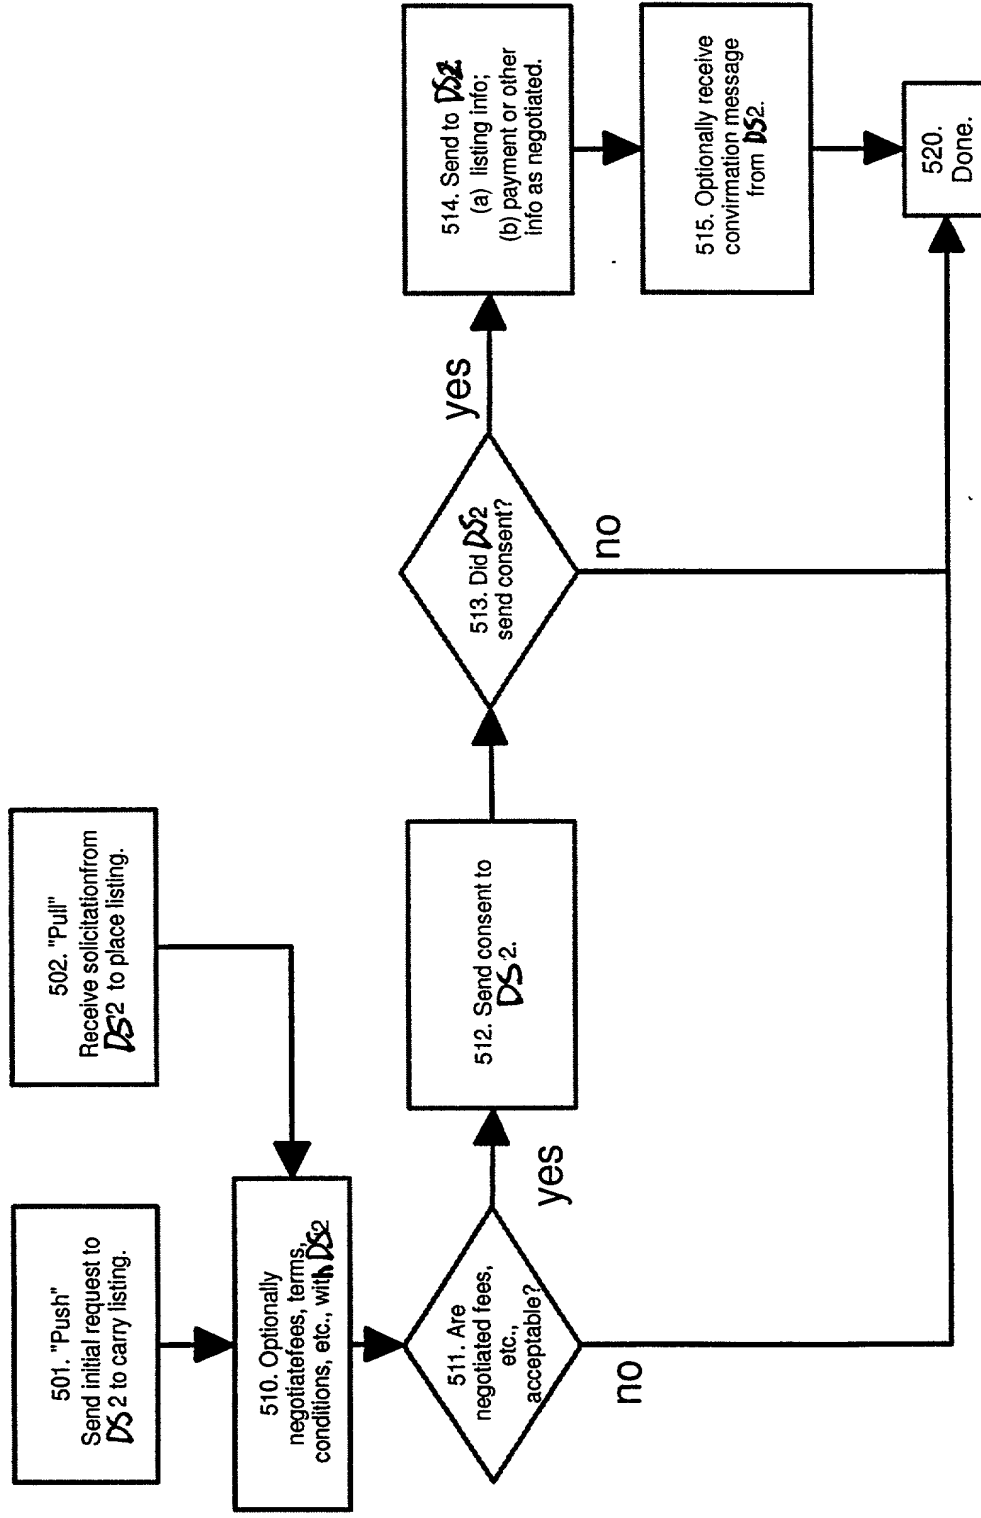 501. "Push"
Send initial request to
DS 2 to carry listing.
502. "Pull"
Receive solicitationfrom
DS'2 to place listing.
510. Optionally
negotiatefees, terms,
conditions, etc., with DS2
511. Are
negotiated fees,
etc.,
acceptable?
yes
no
512. Send consent to
DS 2.
513. Did DS2
send consent?
yes
no
514. Send to DS2
(a) listing info;
(b) payment or other
info as negotiated.
515. Optionally receive
convirmation message
from DS2.
520.
Done.